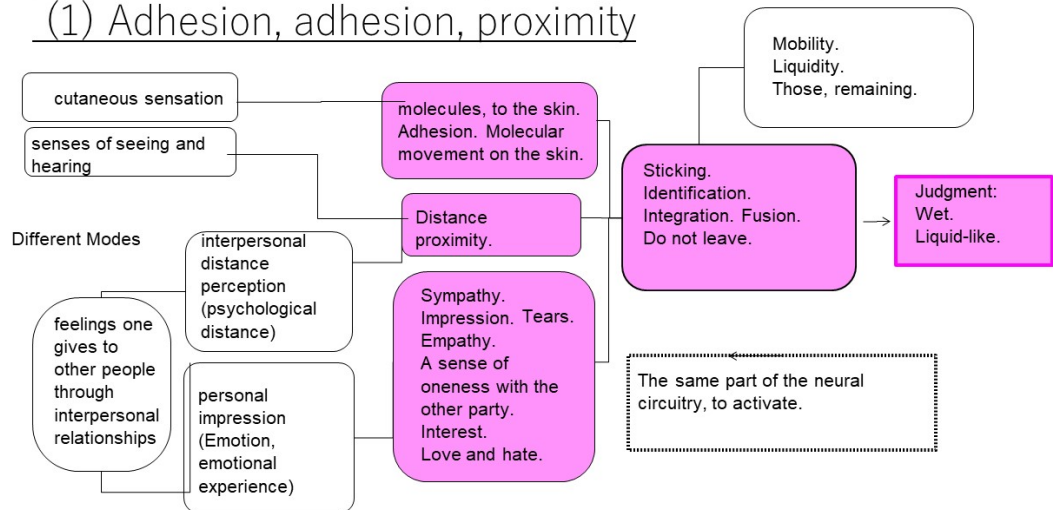 (1) Adhesion, adhesion, proximity
Mobility.
Liquidity.
Those, remaining.
cutaneous sensation
molecules, to the skin.
Adhesion. Molecular
movement on the skin.
senses of seeing and
hearing
Sticking.
Identification.
Integration. Fusion.
Do not leave.
Judgment:
Wet.
Liquid-like.
Distance
proximity.
Different Modes
interpersonal
distance
perception
(psychological
distance)
Sympathy.
Impression. Tears.
Empathy.
A sense of
oneness with the
other party.
Interest.
Love and hate.
feelings one
gives to
other people
through
interpersonal
relationships
personal
impression
(Emotion,
emotional
experience)
The same part of the neural
circuitry, to activate.